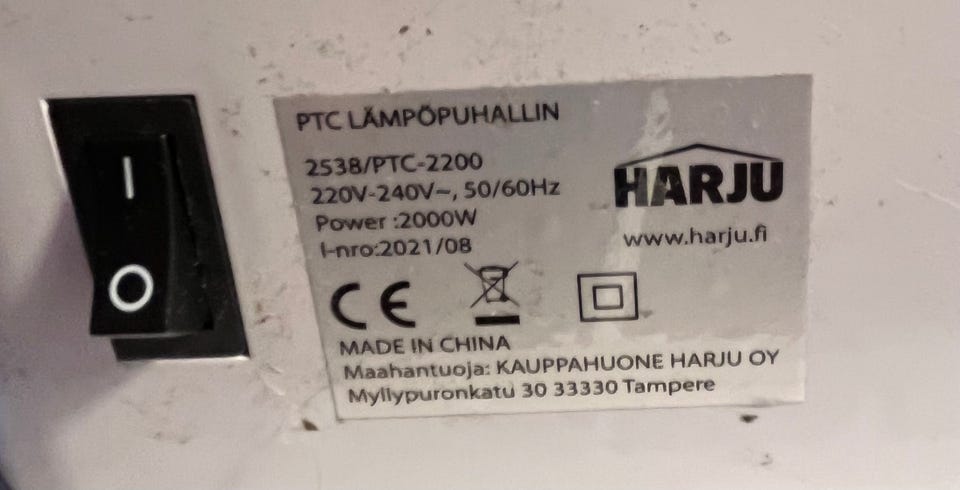 PTC LÄMPÖPUHALLIN
2538/PTC-2200
220V-240V~, 50/60Hz
Power :2000W
I-nro:2021/08
HARJU
www.harju.fi
CE
MADE IN CHINA
Maahantuoja: KAUPPAHUONE HARJU OY
Myllypuronkatu 30 33330 Tampere
I
O